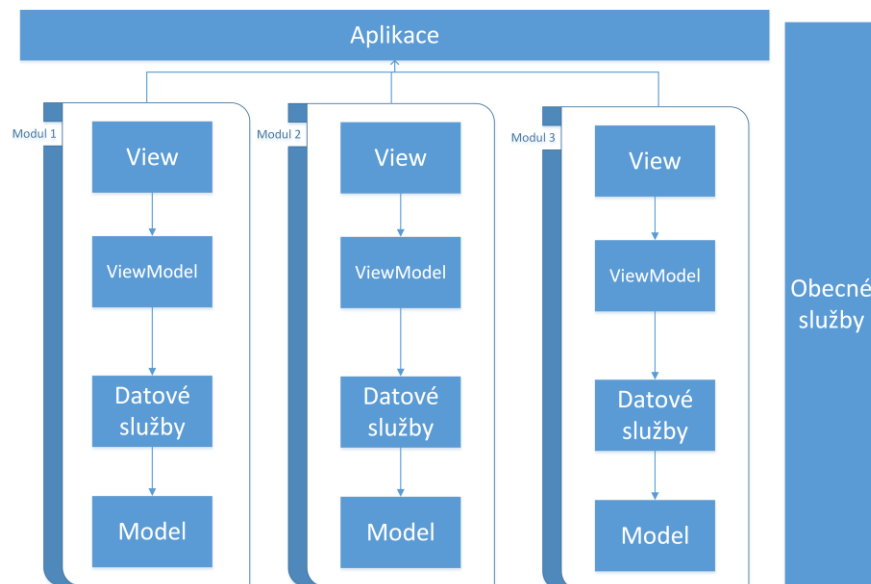 Aplikace
Modul 1
View
ViewModel
Datové
služby
Model
Modul 2
View
ViewModel
Datové
služby
Model
Modul 3
View
ViewModel
Datové
služby
Model
Obecné
služby